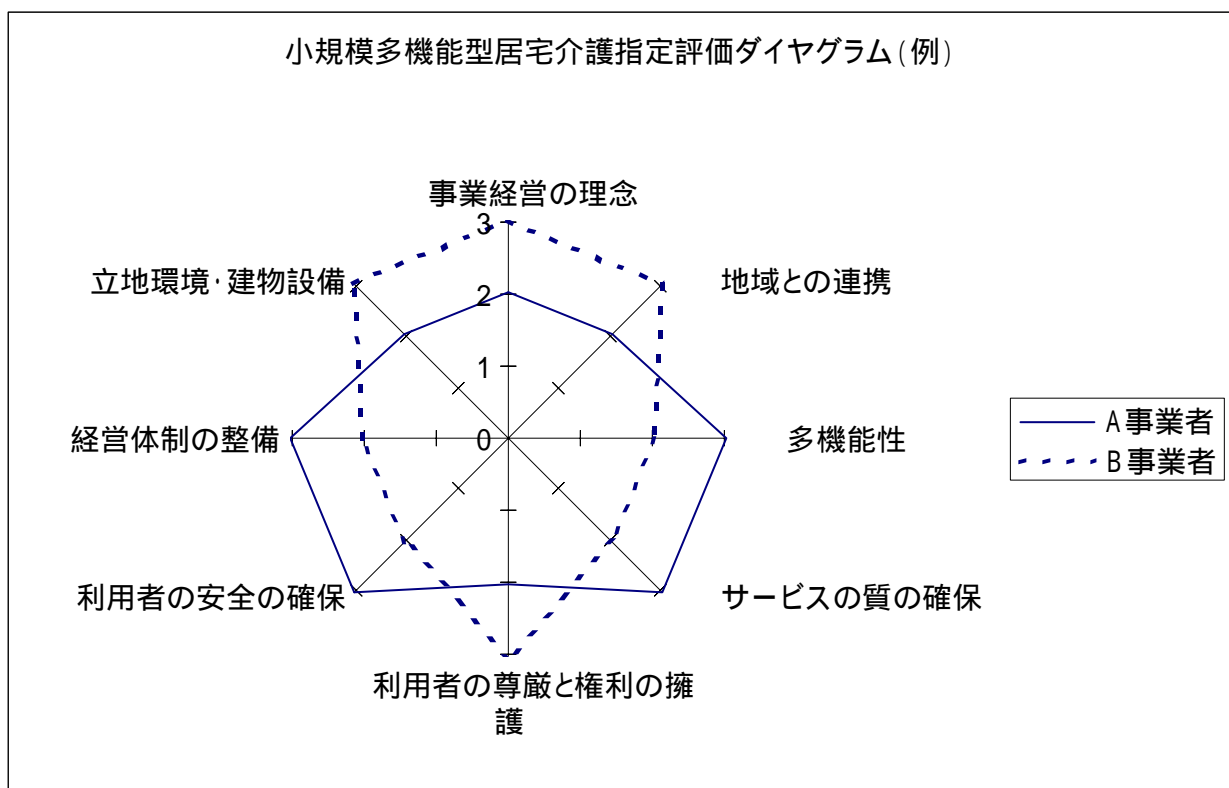 小規模多機能型居宅介護指定評価ダイヤグラム(例)
事業経営の理念
3
立地環境・建物設備
地域との連携
2
1
経営体制の整備
0
多機能性
A事業者
B事業者
利用者の安全の確保
サービスの質の確保
利用者の尊厳と権利の擁
護